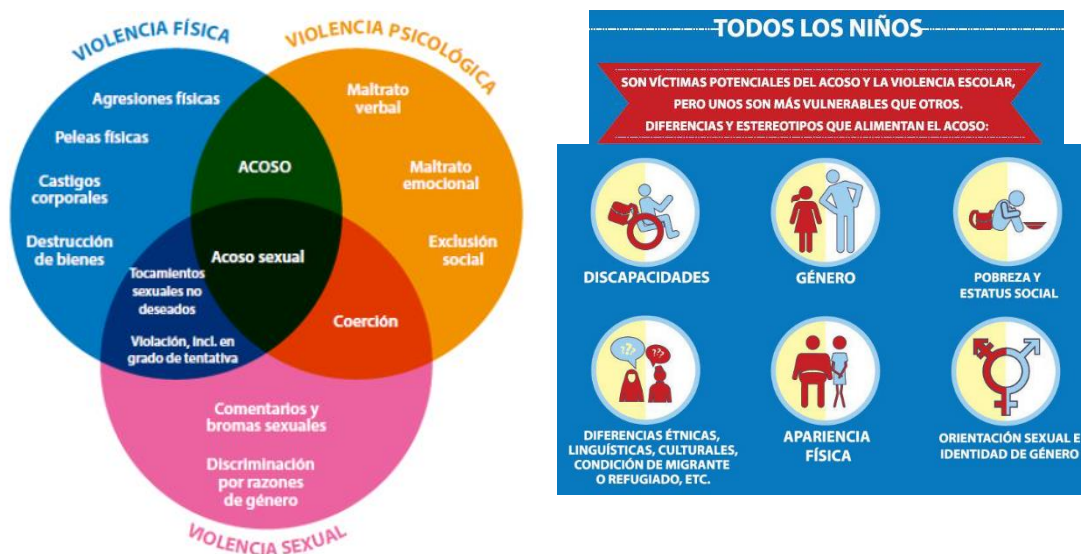 VIOLENCIA FÍSICA
VIOLENCIA PSICOLÓGICA
Agresiones físicas
Peleas físicas
Castigos
corporales
Destrucción
de bienes
ACOSO
Maltrato
verbal
Maltrato
emocional
Exclusión
social
Acoso sexual
Tocamientos
sexuales no
deseados
Violación, incl. en
grado de tentativa
Coerción
Comentarios y
bromas sexuales
Discriminación
por razones
de género
VIOLENCIA SEXUAL
TODOS LOS NIÑOS
SON VÍCTIMAS POTENCIALES DEL ACOSO Y LA VIOLENCIA ESCOLAR,
PERO UNOS SON MÁS VULNERABLES QUE OTROS.
DIFERENCIAS Y ESTEREOTIPOS QUE ALIMENTAN EL ACOSO:
DISCAPACIDADES
GÉNERO
POBREZA Y
ESTATUS SOCIAL
???
???
DIFERENCIAS ÉTNICAS,
LINGUÍSTICAS, CULTURALES,
CONDICIÓN DE MIGRANTE
O REFUGIADO, ETC.
APARIENCIA
FÍSICA
ORIENTACIÓN SEXUAL E
IDENTIDAD DE GÉNERO